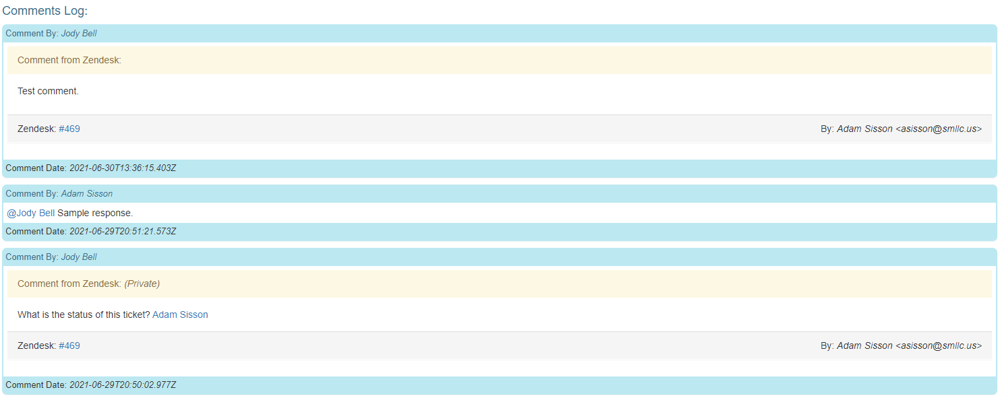 Comments Log:
Comment By: Jody Bell
Comment from Zendesk:
Test comment.
Zendesk: #469 By: Adam Sisson <asisson@smllc.us>
Comment Date: 2021-06-30T13:36:15.403Z
Comment By: Adam Sisson
@Jody Bell Sample response.
Comment Date: 2021-06-29T20:51:21.573Z
Comment By: Jody Bell
Comment from Zendesk: (Private)
What is the status of this ticket? Adam Sisson
Zendesk: #469 By: Adam Sisson <asisson@smllc.us>
Comment Date: 2021-06-29T20:50:02.977Z